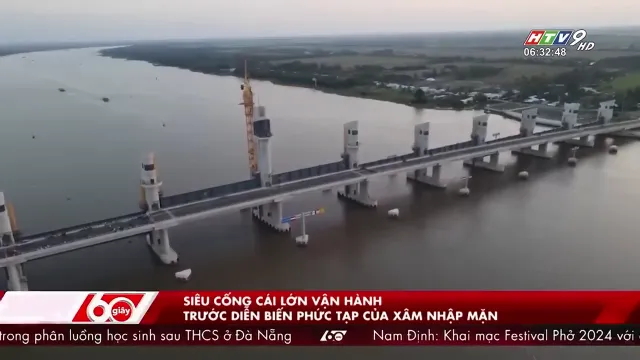 HTV9 HD
06:32:48
60 giây
SIÊU CỐNG CÁI LỚN VẬN HÀNH
TRƯỚC DIỄN BIẾN PHỨC TẠP CỦA XÂM NHẬP MẶN
trong phân luồng học sinh sau THCS ở Đà Nẵng 60 Nam Định: Khai mạc Festival Phở 2024 với